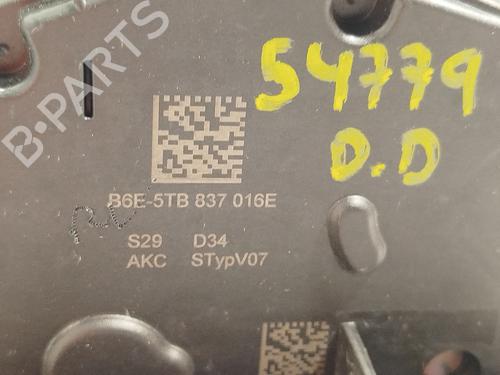 B-PARTS
54779
D.D
B6E-5TB 837 016E
S29 D34
AKC STypV07